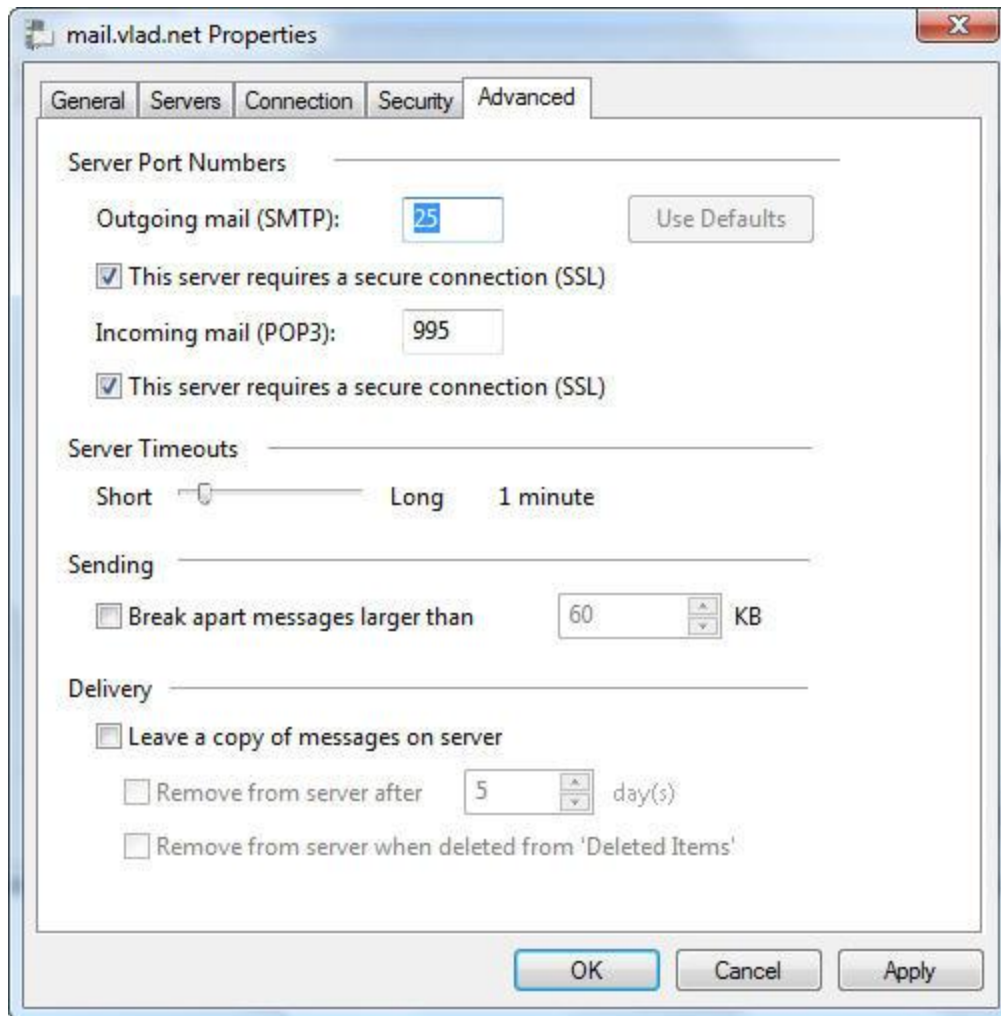 mail.vlad.net Properties
General Servers Connection Security Advanced
Server Port Numbers
Outgoing mail (SMTP): 25 Use Defaults
This server requires a secure connection (SSL)
Incoming mail (POP3): 995
This server requires a secure connection (SSL)
Server Timeouts
Short Long 1 minute
Sending
Break apart messages larger than 60 KB
Delivery
Leave a copy of messages on server
Remove from server after 5 day(s)
Remove from server when deleted from 'Deleted Items'
OK Cancel Apply